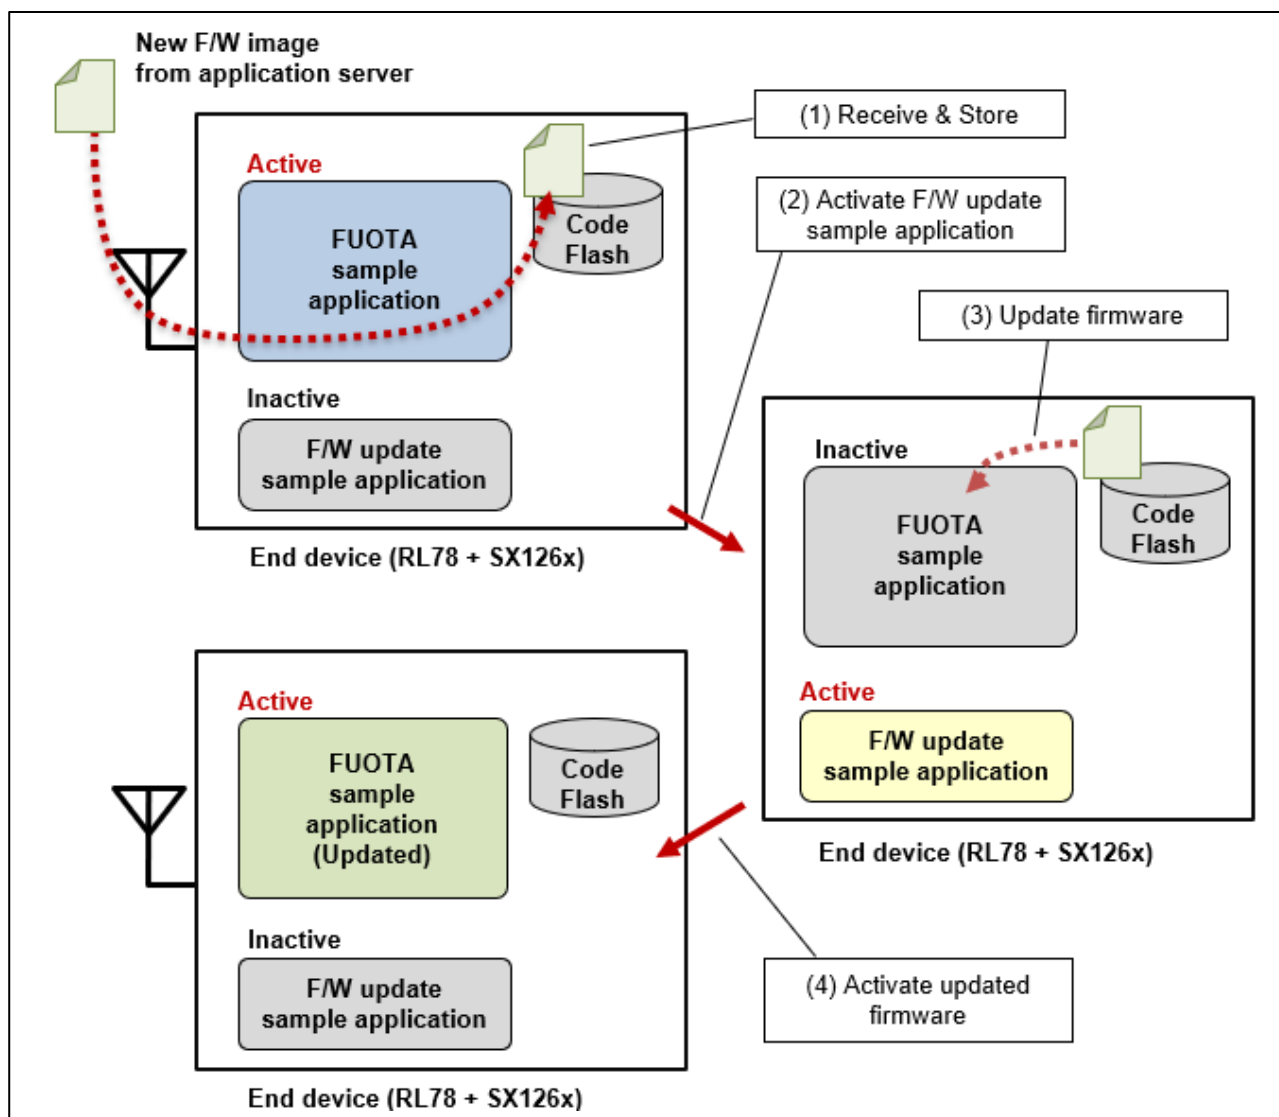 New F/W image
from application server
(1) Receive & Store
Active
FUOTA
sample
application
Code
Flash
(2) Activate F/W update
sample application
(3) Update firmware
Inactive
F/W update
sample application
End device (RL78 + SX126x)
Inactive
FUOTA
sample
application
Code
Flash
Active
F/W update
sample application
End device (RL78 + SX126x)
Active
FUOTA
sample
application
(Updated)
Code
Flash
Inactive
F/W update
sample application
(4) Activate updated
firmware
End device (RL78 + SX126x)